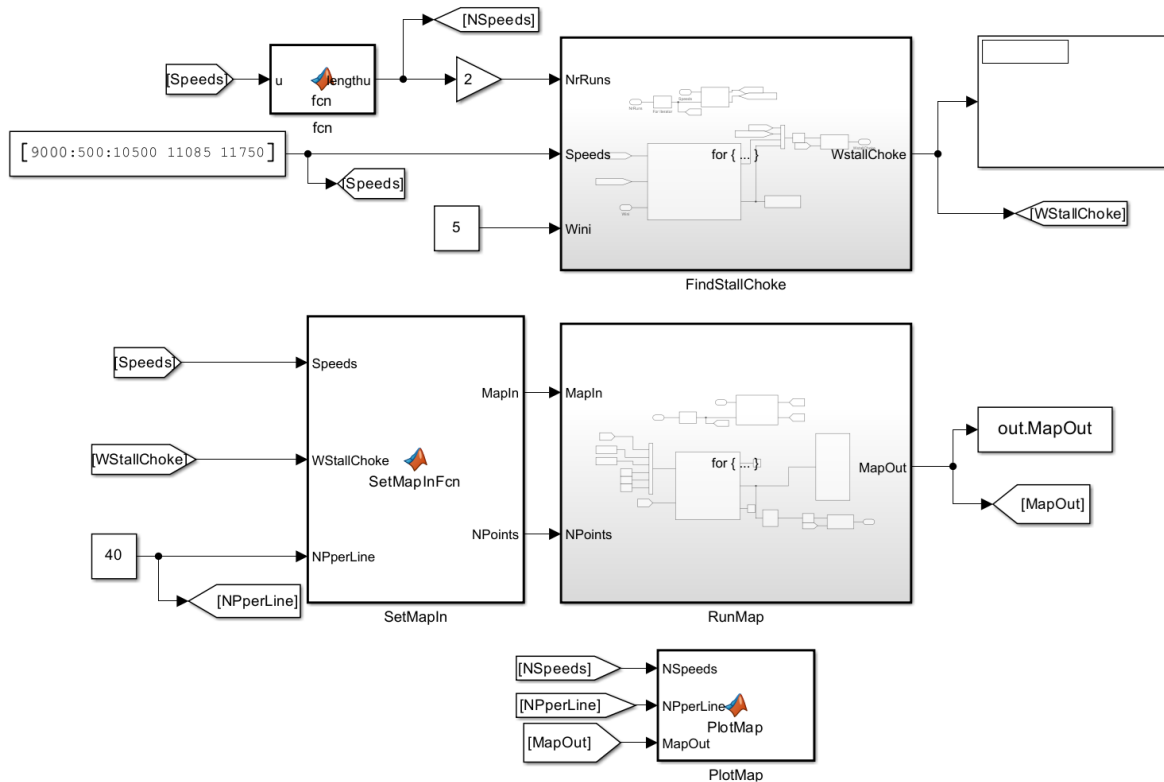 [NSpeeds]
[Speeds]
u
lengthu
fcn
fcn
2
NrRuns
[9000:500:10500 11085 11750]
[Speeds]
Speeds
for { ... }
WstallChoke
5
Wini
[WStallChoke]
FindStallChoke
[Speeds]
Speeds
MapIn
MapIn
[WStallChoke]
WStallChoke
SetMapInFcn
for { ... }
MapOut
out.MapOut
[MapOut]
40
NPperLine
NPoints
NPoints
[NPperLine]
SetMapIn
RunMap
[NSpeeds]
NSpeeds
[NPperLine]
NPperLine
PlotMap
[MapOut]
MapOut
PlotMap